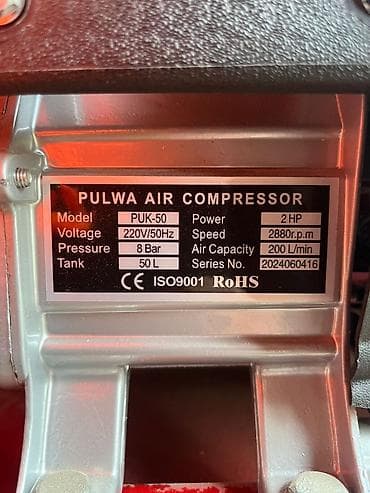 PULWA AIR COMPRESSOR
Model PUK-50 Power 2 HP
Voltage 220V/50Hz Speed 2880r.p.m
Pressure 8 Bar Air Capacity 200 L/min
Tank 50 L Series No. 2024060416
CE ISO9001 RoHS